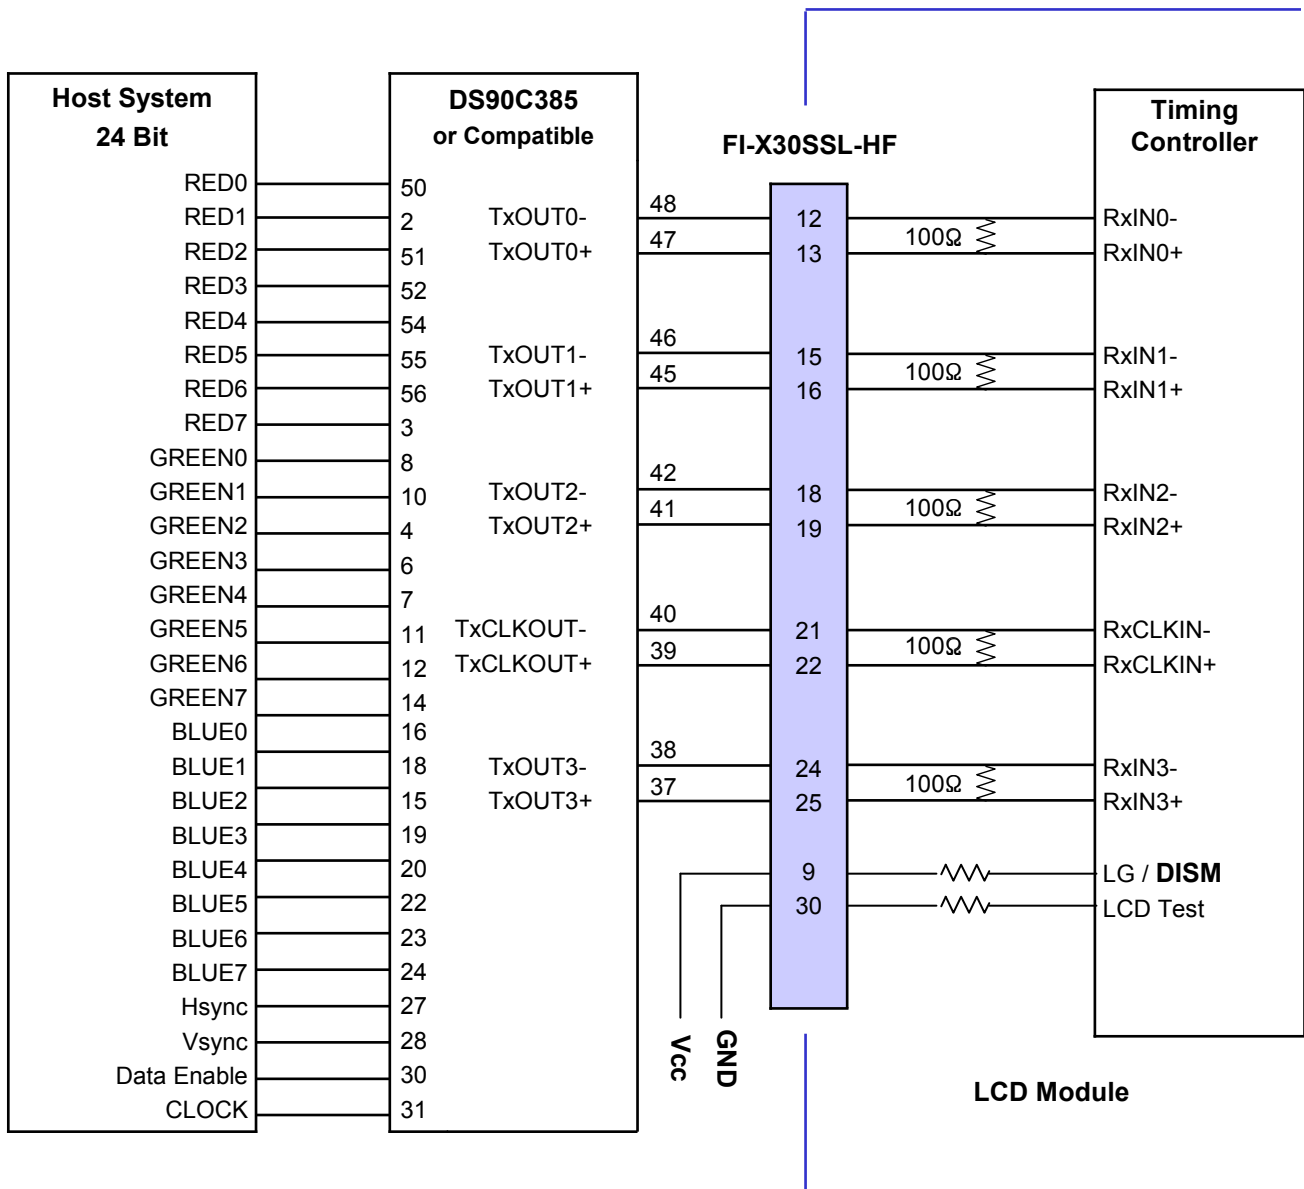 Host System
24 Bit
RED0
RED1
RED2
RED3
RED4
RED5
RED6
RED7
GREEN0
GREEN1
GREEN2
GREEN3
GREEN4
GREEN5
GREEN6
GREEN7
BLUE0
BLUE1
BLUE2
BLUE3
BLUE4
BLUE5
BLUE6
BLUE7
Hsync
Vsync
Data Enable
CLOCK
DS90C385
or Compatible
50
2
51
52
54
55
56
3
8
10
4
6
7
11
12
14
16
18
15
19
20
22
23
24
27
28
30
31
TxOUT0-
TxOUT0+
TxOUT1-
TxOUT1+
TxOUT2-
TxOUT2+
TxCLKOUT-
TxCLKOUT+
TxOUT3-
TxOUT3+
48
47
46
45
42
41
40
39
38
37
Vcc
GND
FI-X30SSL-HF
12
13
15
16
18
19
21
22
24
25
9
30
100Ω
100Ω
100Ω
100Ω
100Ω
Timing
Controller
RxIN0-
RxIN0+
RxIN1-
RxIN1+
RxIN2-
RxIN2+
RxCLKIN-
RxCLKIN+
RxIN3-
RxIN3+
LG / DISM
LCD Test
LCD Module